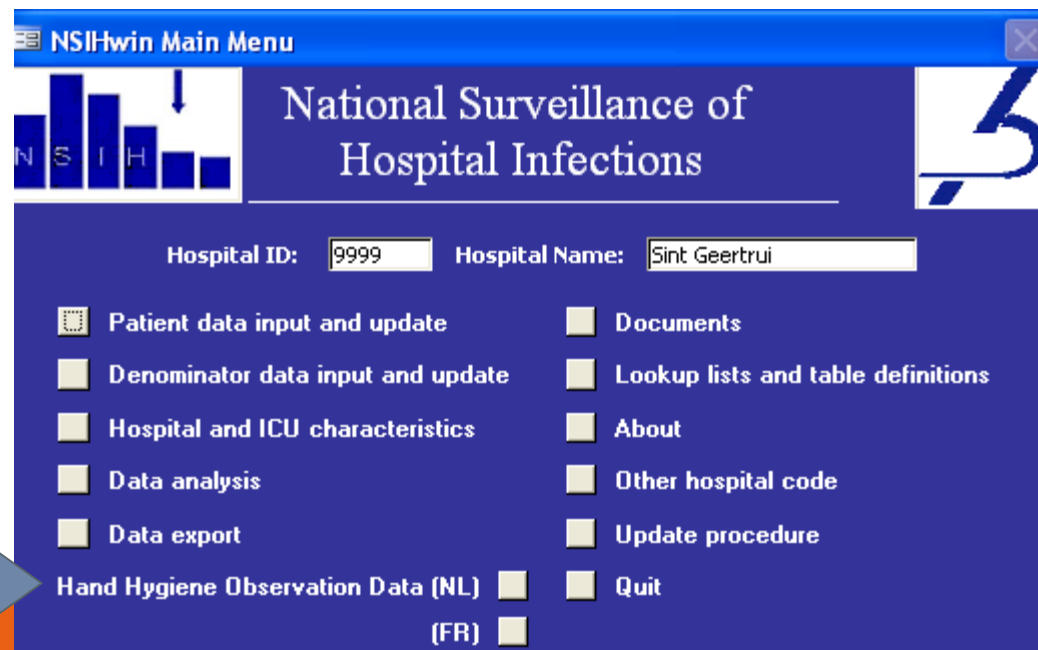 NSIHwin Main Menu
N S I H
National Surveillance of
Hospital Infections
Hospital ID: 9999 Hospital Name: Sint Geertrui
Patient data input and update
Documents
Denominator data input and update
Lookup lists and table definitions
Hospital and ICU characteristics
About
Data analysis
Other hospital code
Data export
Update procedure
Hand Hygiene Observation Data (NL)
Quit
(FR)